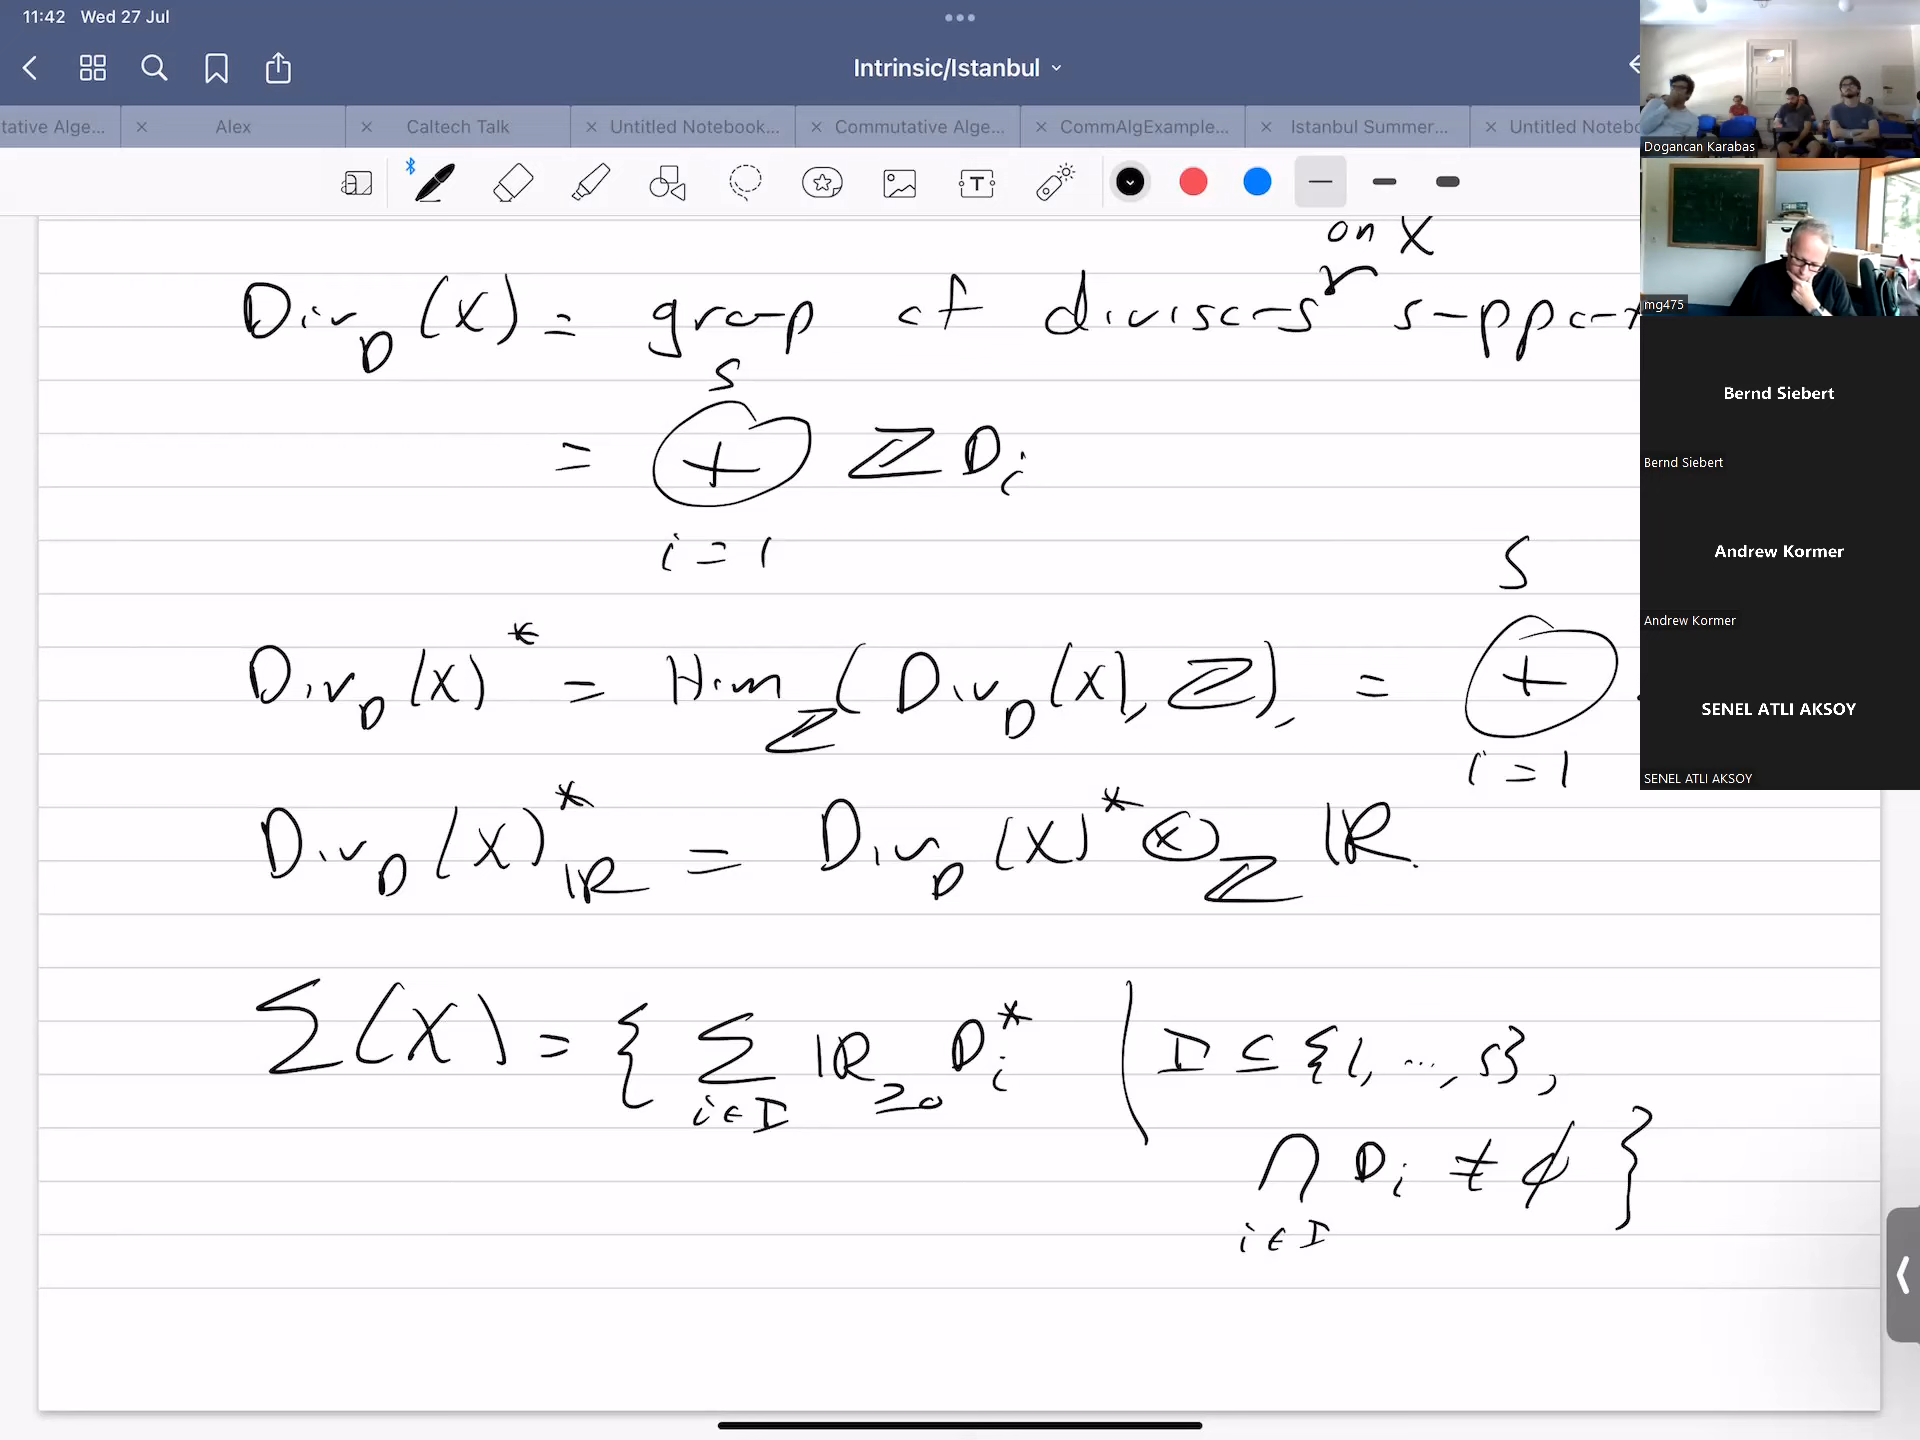 11:42 Wed 27 Jul
Intrinsic/Istanbul
tative Alge...
Alex
Caltech Talk
Untitled Notebook...
Commutative Alge...
CommAlgExample...
Istanbul Summer...
Untitled Noteb
Dogancan Karabas
mg475
Bernd Siebert
Bernd Siebert
Andrew Kormer
Andrew Kormer
SENEL ATLI AKSOY
SENEL ATLI AKSOY
on X
Div_D (X) = group of divisors support
= ⊕_{i=1}^{s} ℤ D_i
Div_D (X)^* = Hom_ℤ (Div_D (X), ℤ), = ⊕_{i=1}^{s}
Div_D (X)^*_ℝ = Div_D (X)^* ⊗_ℤ ℝ.
Σ(X) = { Σ_{i∈I} ℝ_{≥0} D_i^* | I ⊆ {1, ..., s},
⋂_{i∈I} D_i ≠ ϕ }